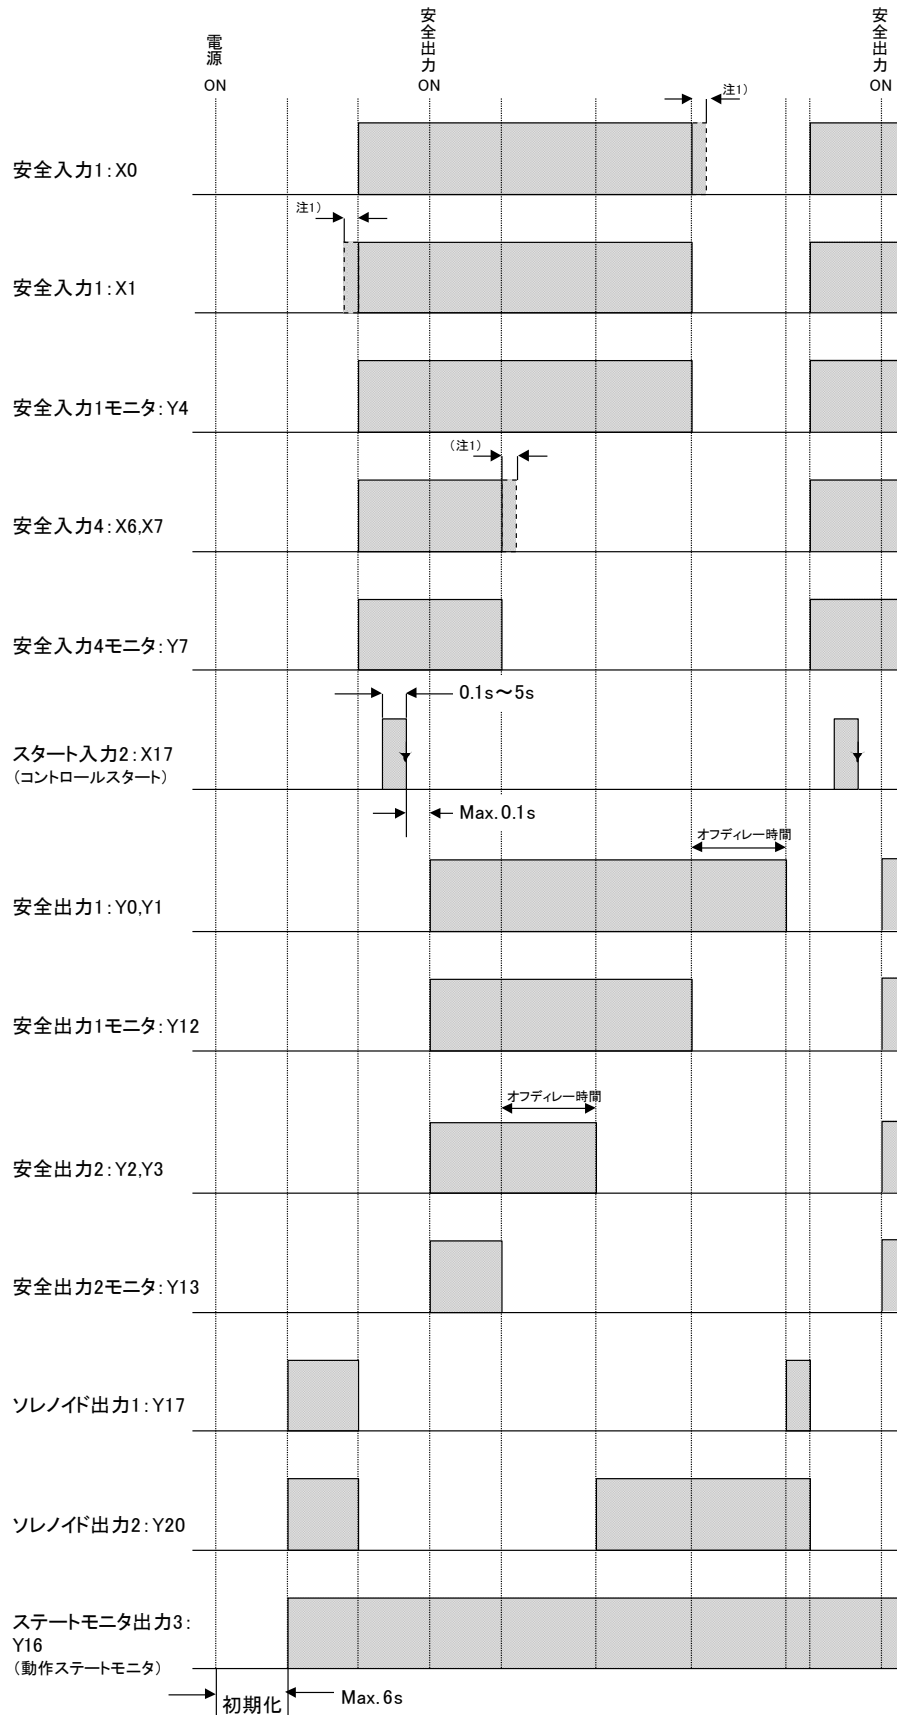 電源
ON
安全出力
ON
安全出力
ON
注1)
安全入力1:X0
注1)
安全入力1:X1
安全入力1モニタ:Y4
(注1)
安全入力4:X6,X7
安全入力4モニタ:Y7
0.1s～5s
スタート入力2:X17
(コントロールスタート)
Max.0.1s
オフディレー時間
安全出力1:Y0,Y1
安全出力1モニタ:Y12
オフディレー時間
安全出力2:Y2,Y3
安全出力2モニタ:Y13
ソレノイド出力1:Y17
ソレノイド出力2:Y20
ステートモニタ出力3:
Y16
(動作ステートモニタ)
初期化
Max.6s